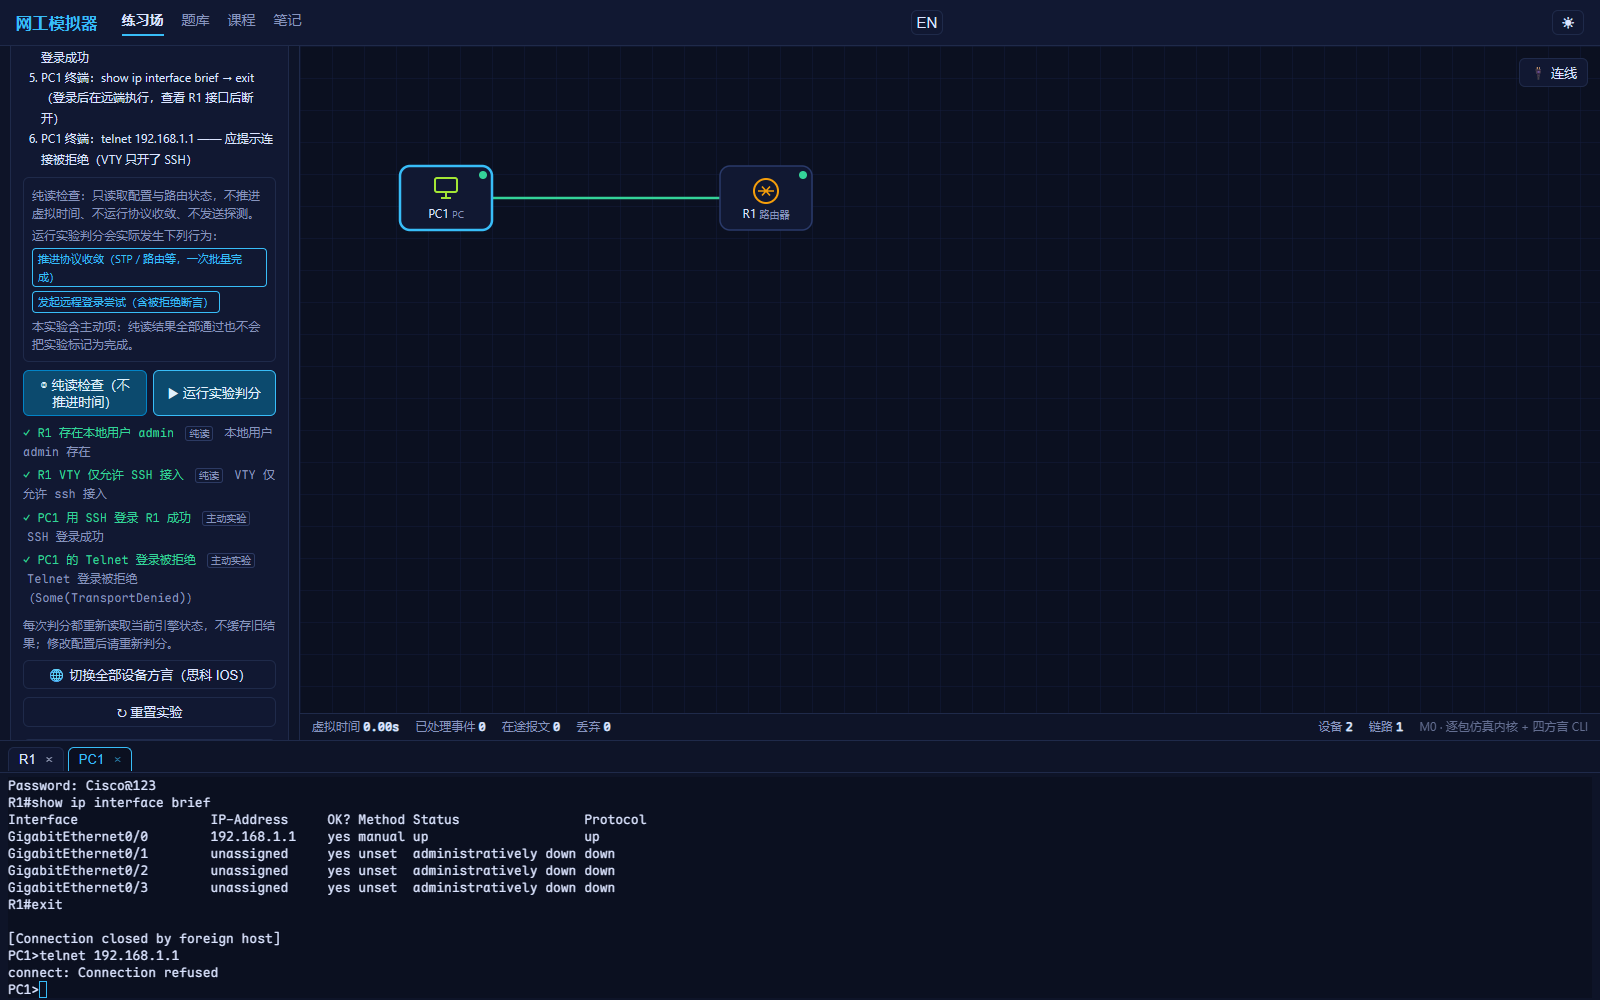 网工模拟器 练习场 题库 课程 笔记 EN
登录成功
5. PC1 终端：show ip interface brief → exit
（登录后在远端执行，查看 R1 接口后断
开）
6. PC1 终端：telnet 192.168.1.1 —— 应提示连
接被拒绝（VTY 只开了 SSH）
纯读检查：只读取配置与路由状态，不推进
虚拟时间、不运行协议收敛、不发送探测。
运行实验判分会实际发生下列行为：
推进协议收敛（STP / 路由等，一次批量完
成）
发起远程登录尝试（含被拒绝断言）
本实验含主动项：纯读结果全部通过也不会
把实验标记为完成。
纯读检查（不
推进时间）
▶ 运行实验判分
✓ R1 存在本地用户 admin 纯读 本地用户
admin 存在
✓ R1 VTY 仅允许 SSH 接入 纯读 VTY 仅
允许 ssh 接入
✓ PC1 用 SSH 登录 R1 成功 主动实验
SSH 登录成功
✓ PC1 的 Telnet 登录被拒绝 主动实验
Telnet 登录被拒绝
(Some(TransportDenied))
每次判分都重新读取当前引擎状态，不缓存旧结
果；修改配置后请重新判分。
切换全部设备方言（思科 IOS）
↻ 重置实验
连线
PC1 PC
R1 路由器
虚拟时间 0.00s 已处理事件 0 在途报文 0 丢弃 0 设备 2 链路 1 M0 · 逐包仿真内核 + 四方言 CLI
R1 × PC1 ×
Password: Cisco@123
R1#show ip interface brief
Interface IP-Address OK? Method Status Protocol
GigabitEthernet0/0 192.168.1.1 yes manual up up
GigabitEthernet0/1 unassigned yes unset administratively down down
GigabitEthernet0/2 unassigned yes unset administratively down down
GigabitEthernet0/3 unassigned yes unset administratively down down
R1#exit
[Connection closed by foreign host]
PC1>telnet 192.168.1.1
connect: Connection refused
PC1>